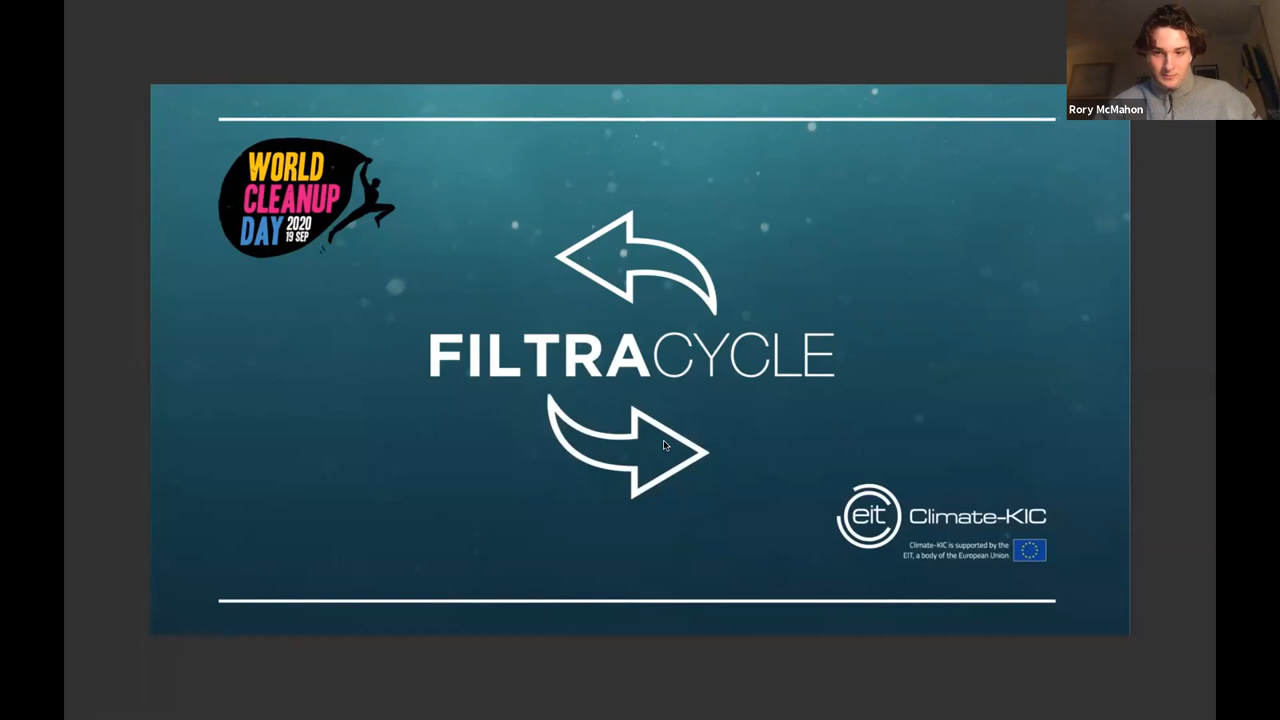 Rory McMahon
WORLD
CLEANUP
DAY 2020
19 SEP
FILTRACYCLE
eit Climate-KIC
Climate-KIC is supported by the
EIT, a body of the European Union